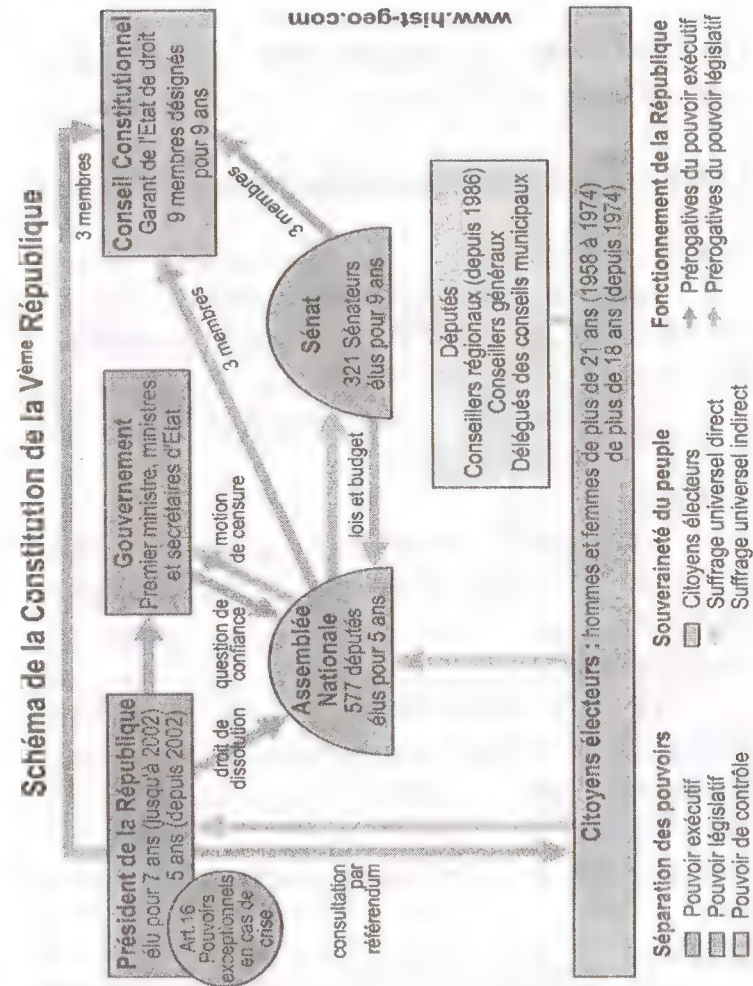 Schéma de la Constitution de la Vème République
Président de la République
élu pour 7 ans (jusqu'à 2002)
5 ans (depuis 2002)
Art.16
Pouvoirs
exceptionnels
en cas de
crise
Gouvernement
Premier ministre, ministres
et secrétaires d'Etat
Conseil Constitutionnel
Garant de l'Etat de droit
9 membres désignés
pour 9 ans
3 membres
droit de
dissolution
question de
confiance
motion
de censure
3 membres
3 membres
Assemblée
Nationale
577 députés
élus pour 5 ans
lois et budget
Sénat
321 Sénateurs
élus pour 9 ans
consultation
par
référendum
Députés
Conseillers régionaux (depuis 1986)
Conseillers généraux
Délégués des conseils municipaux
Citoyens électeurs : hommes et femmes de plus de 21 ans (1958 à 1974)
de plus de 18 ans (depuis 1974)
Séparation des pouvoirs
Pouvoir exécutif
Pouvoir législatif
Pouvoir de contrôle
Souveraineté du peuple
Citoyens électeurs
Suffrage universel direct
Suffrage universel indirect
Fonctionnement de la République
Prérogatives du pouvoir exécutif
Prérogatives du pouvoir législatif
www.hist-geo.com